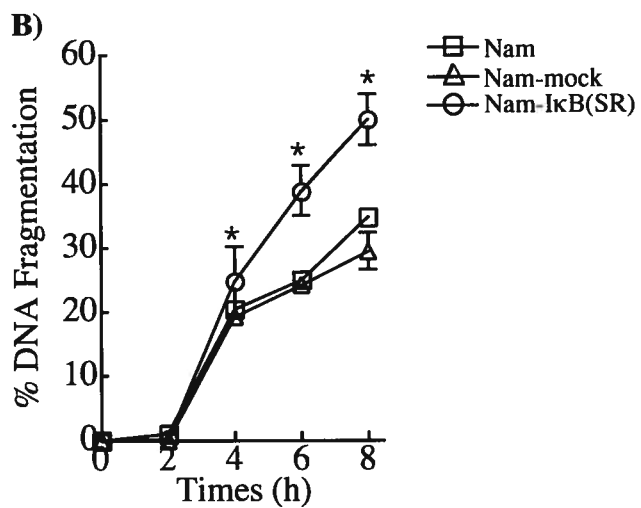 B)
Nam
Nam-mock
Nam-IκB(SR)
% DNA Fragmentation
60
50
40
30
20
10
0
*
*
*
0 2 4 6 8
Times (h)